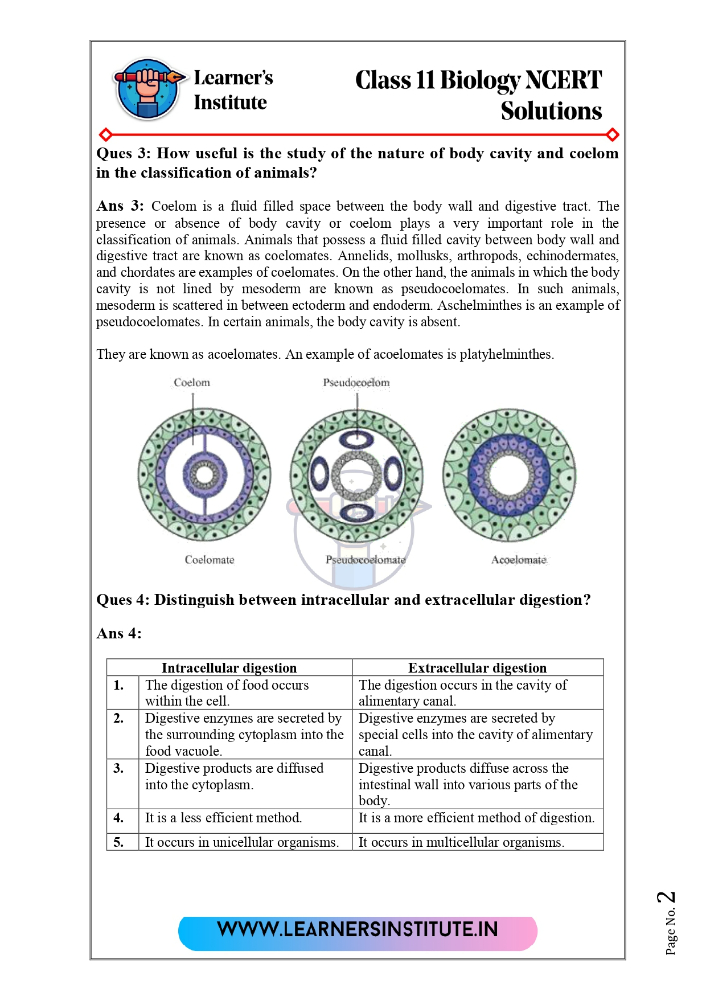 Learner's
Institute
Class 11 Biology NCERT
Solutions
Ques 3: How useful is the study of the nature of body cavity and coelom
in the classification of animals?
Ans 3: Coelom is a fluid filled space between the body wall and digestive tract. The
presence or absence of body cavity or coelom plays a very important role in the
classification of animals. Animals that possess a fluid filled cavity between body wall and
digestive tract are known as coelomates. Annelids, mollusks, arthropods, echinodermates,
and chordates are examples of coelomates. On the other hand, the animals in which the body
cavity is not lined by mesoderm are known as pseudocoelomates. In such animals,
mesoderm is scattered in between ectoderm and endoderm. Aschelminthes is an example of
pseudocoelomates. In certain animals, the body cavity is absent.
They are known as acoelomates. An example of acoelomates is platyhelminthes.
Coelom Pseudocoelom
Coelomate Pseudocoelomate Acoelomate
Ques 4: Distinguish between intracellular and extracellular digestion?
Ans 4:
Intracellular digestion Extracellular digestion
1. The digestion of food occurs The digestion occurs in the cavity of
within the cell. alimentary canal.
2. Digestive enzymes are secreted by Digestive enzymes are secreted by
the surrounding cytoplasm into the special cells into the cavity of alimentary
food vacuole. canal.
3. Digestive products are diffused Digestive products diffuse across the
into the cytoplasm. intestinal wall into various parts of the
body.
4. It is a less efficient method. It is a more efficient method of digestion.
5. It occurs in unicellular organisms. It occurs in multicellular organisms.
WWW.LEARNERSINSTITUTE.IN
Page No. 2